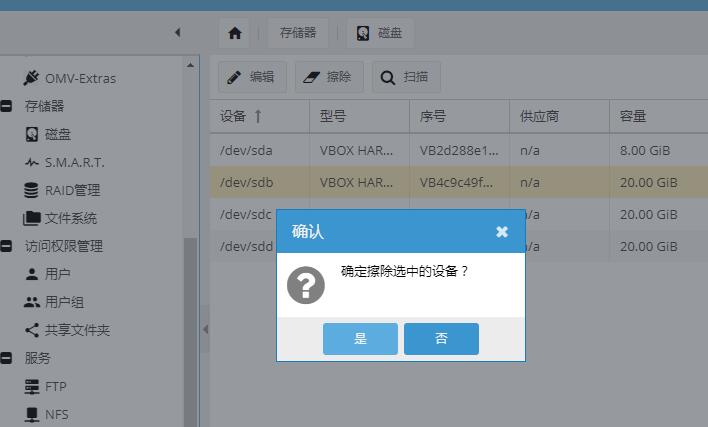 存储器
磁盘
OMV-Extras
存储器
磁盘
S.M.A.R.T.
RAID管理
文件系统
访问权限管理
用户
用户组
共享文件夹
服务
FTP
NFS
编辑
擦除
扫描
设备 型号 序号 供应商 容量
/dev/sda VBOX HAR... VB2d288e1... n/a 8.00 GiB
/dev/sdb VBOX HAR... VB4c9c49f... n/a 20.00 GiB
/dev/sdc n/a 20.00 GiB
/dev/sdd n/a 20.00 GiB
确认
确定擦除选中的设备？
是
否